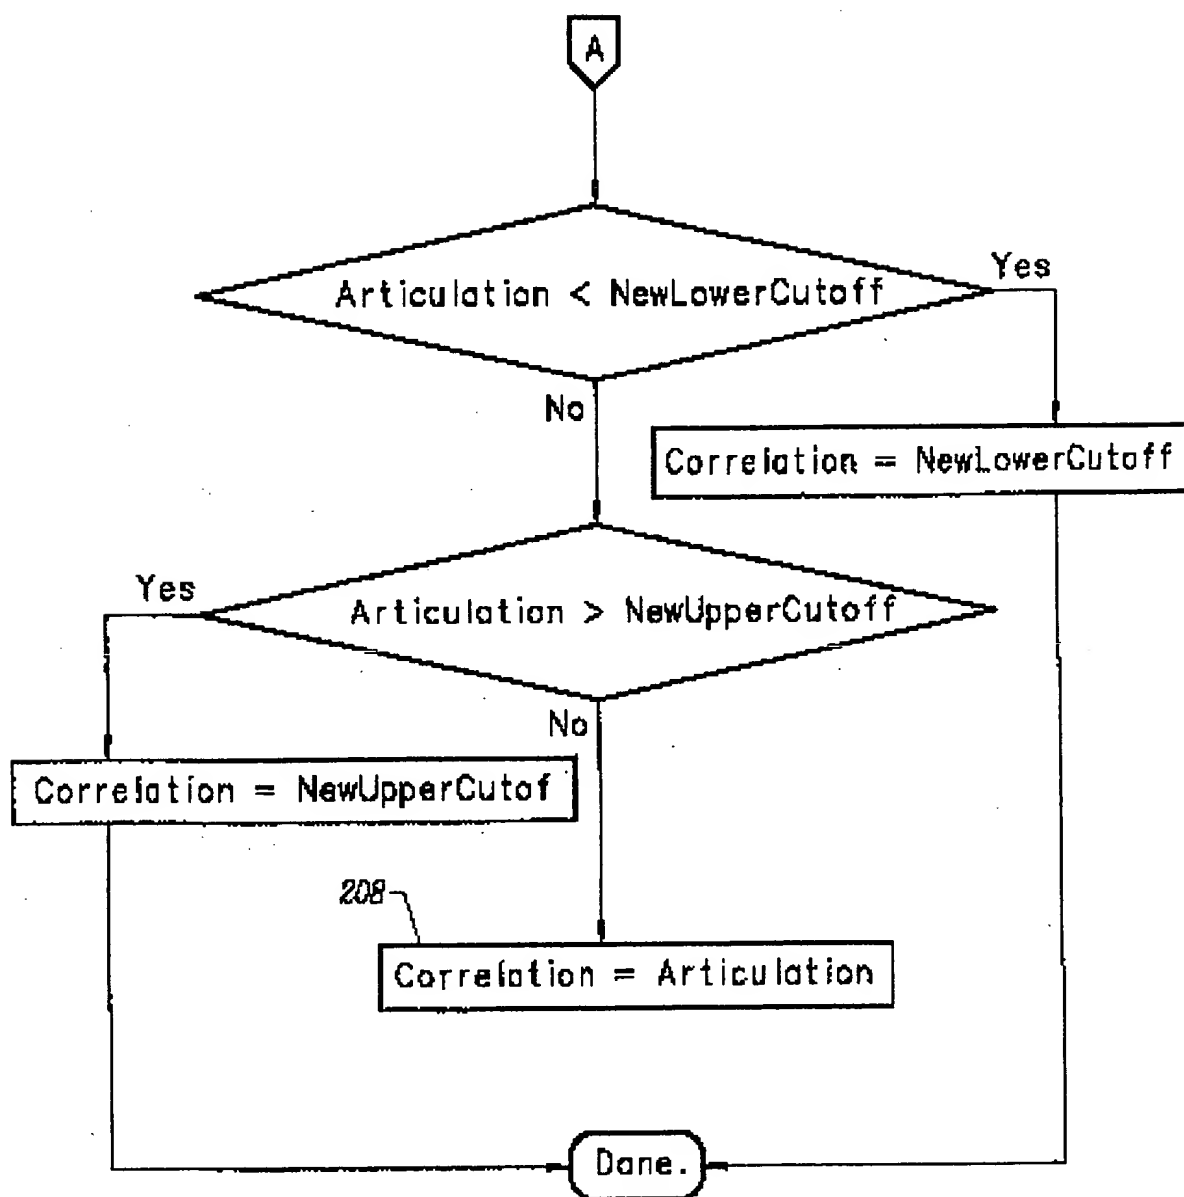 A
Articulation < NewLowerCutoff
Yes
No
Correlation = NewLowerCutoff
Yes
Articulation > NewUpperCutoff
No
Correlation = NewUpperCutof
208
Correlation = Articulation
Done.